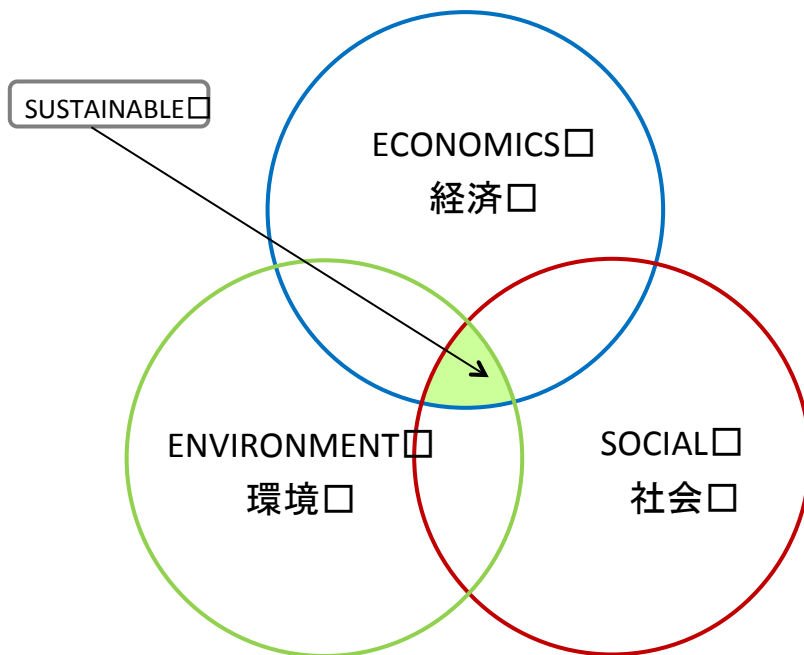 SUSTAINABLE□
ECONOMICS□
経済□
ENVIRONMENT□
環境□
SOCIAL□
社会□